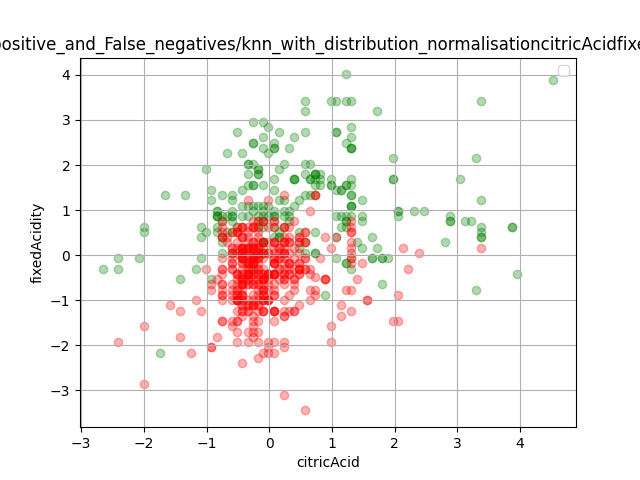 positive_and_False_negatives/knn_with_distribution_normalisationcitricAcidfixe
4
3
2
1
0
−1
−2
−3
fixedAcidity
−3 −2 −1 0 1 2 3 4
citricAcid